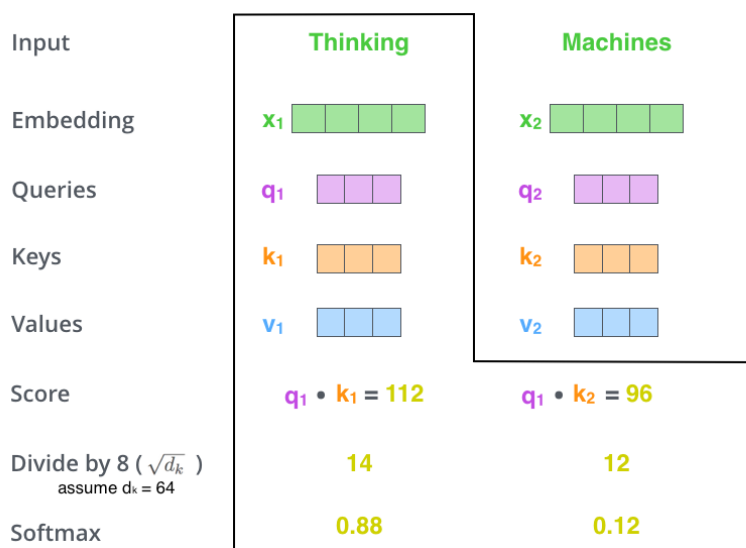 Input Thinking Machines
Embedding x₁ x₂
Queries q₁ q₂
Keys k₁ k₂
Values v₁ v₂
Score q₁ • k₁ = 112 q₁ • k₂ = 96
Divide by 8 ( √dₖ ) 14 12
assume dₖ = 64
Softmax 0.88 0.12